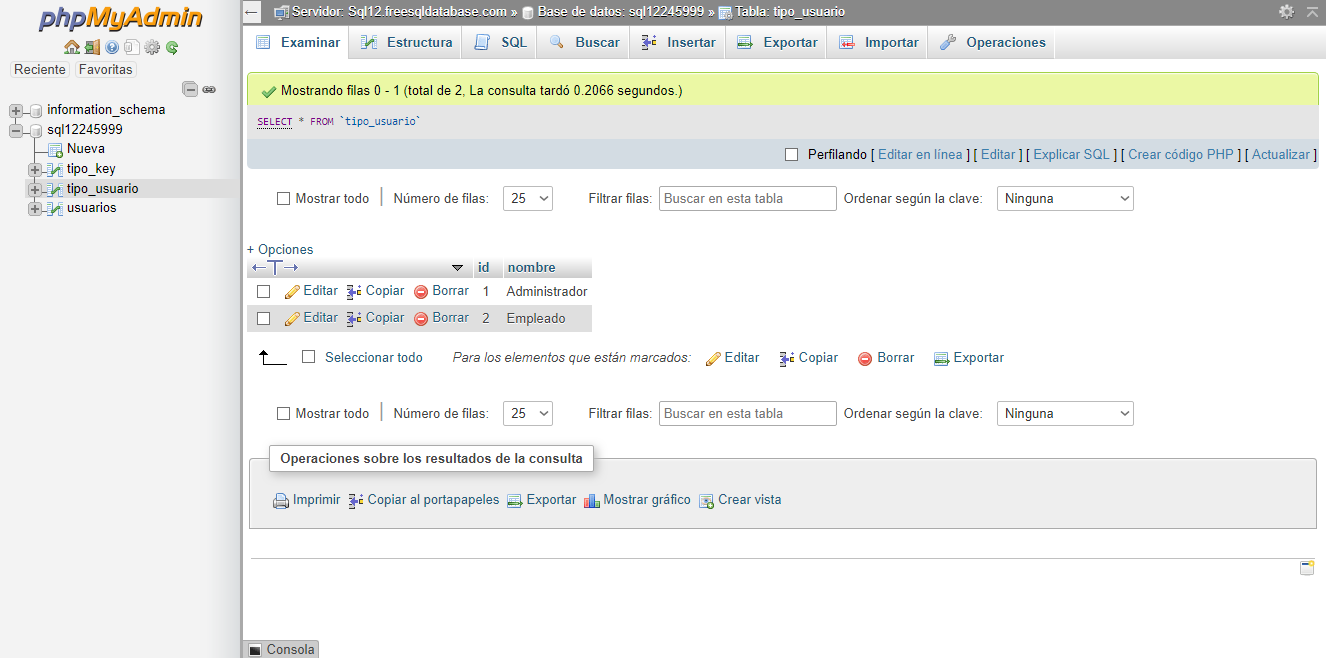 phpMyAdmin
Reciente Favoritas
information_schema
sql12245999
Nueva
tipo_key
tipo_usuario
usuarios
Servidor: Sql12.freesqldatabase.com » Base de datos: sql12245999 » Tabla: tipo_usuario
Examinar Estructura SQL Buscar Insertar Exportar Importar Operaciones
Mostrando filas 0 - 1 (total de 2, La consulta tardó 0.2066 segundos.)
SELECT * FROM `tipo_usuario`
Perfilando [ Editar en línea ] [ Editar ] [ Explicar SQL ] [ Crear código PHP ] [ Actualizar ]
Mostrar todo Número de filas: 25 Filtrar filas: Buscar en esta tabla Ordenar según la clave: Ninguna
+ Opciones
←T→ id nombre
Editar Copiar Borrar 1 Administrador
Editar Copiar Borrar 2 Empleado
Seleccionar todo Para los elementos que están marcados: Editar Copiar Borrar Exportar
Mostrar todo Número de filas: 25 Filtrar filas: Buscar en esta tabla Ordenar según la clave: Ninguna
Operaciones sobre los resultados de la consulta
Imprimir Copiar al portapapeles Exportar Mostrar gráfico Crear vista
Consola